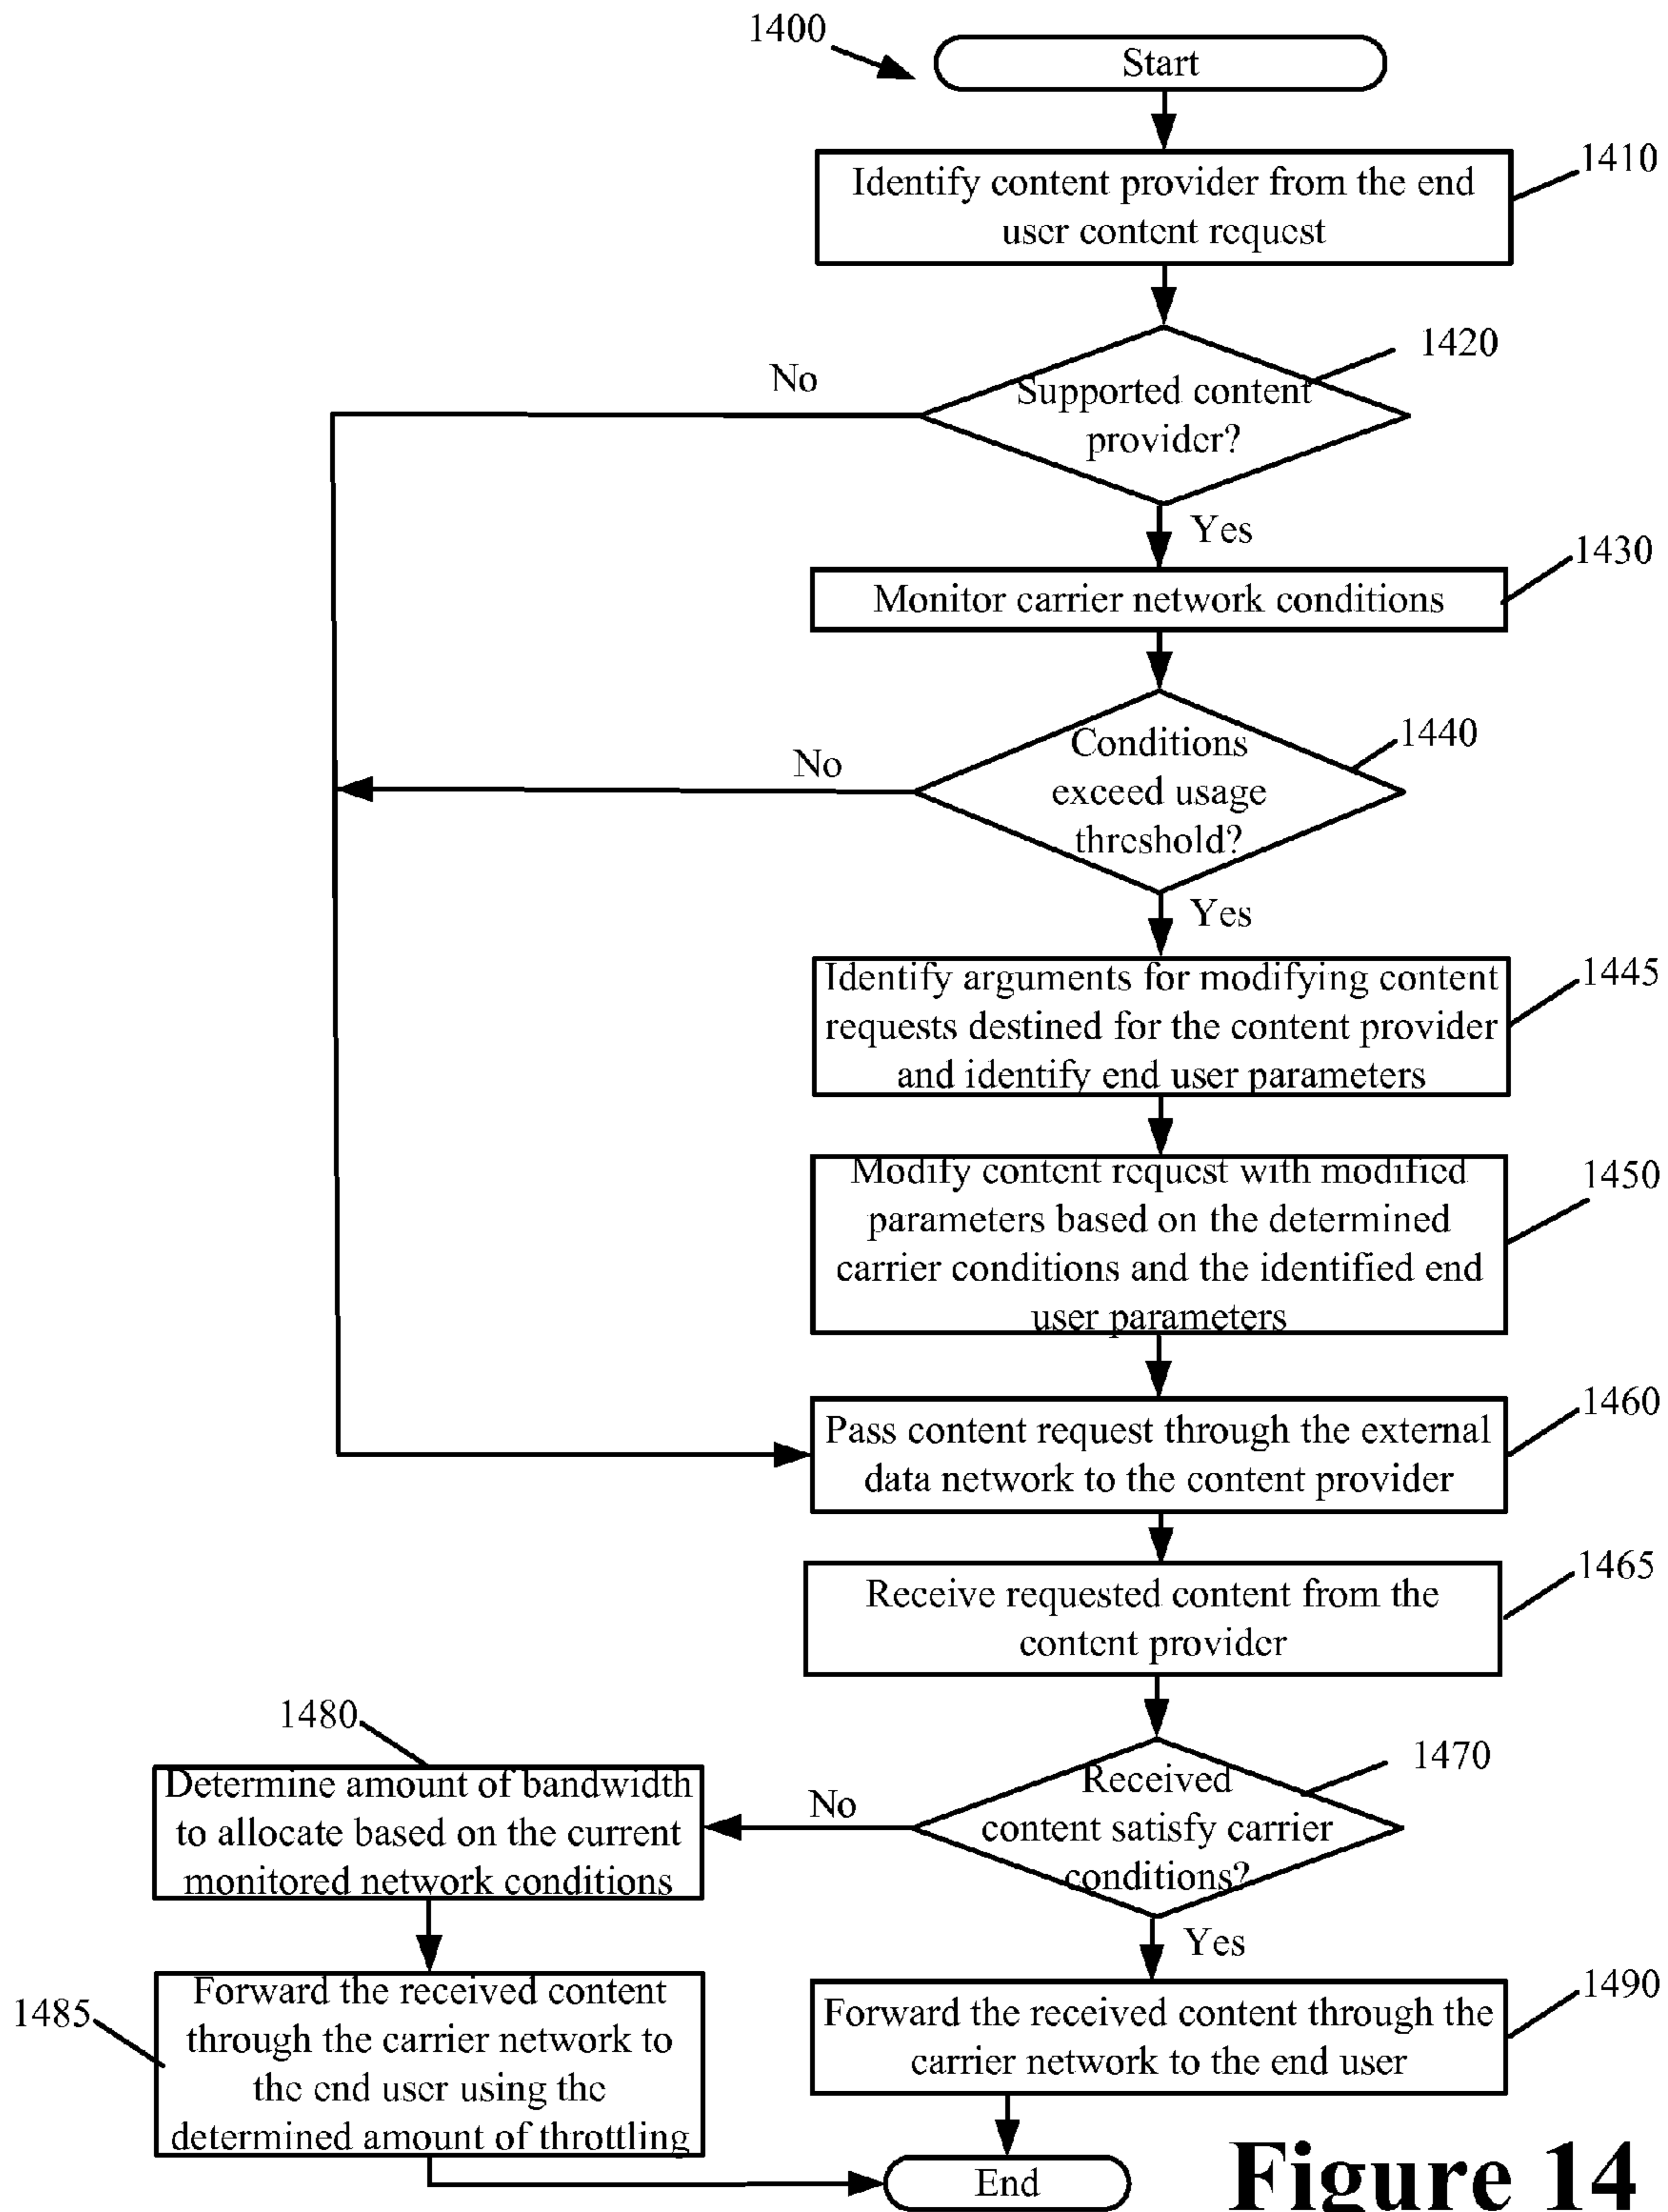 1400
Start
1410
Identify content provider from the end
user content request
1420
No
Supported content
provider?
Yes
1430
Monitor carrier network conditions
1440
No
Conditions
exceed usage
threshold?
Yes
1445
Identify arguments for modifying content
requests destined for the content provider
and identify end user parameters
1450
Modify content request with modified
parameters based on the determined
carrier conditions and the identified end
user parameters
1460
Pass content request through the external
data network to the content provider
1465
Receive requested content from the
content provider
1470
Received
content satisfy carrier
conditions?
No
1480
Determine amount of bandwidth
to allocate based on the current
monitored network conditions
Yes
1485
Forward the received content
through the carrier network to
the end user using the
determined amount of throttling
1490
Forward the received content through the
carrier network to the end user
End
Figure 14